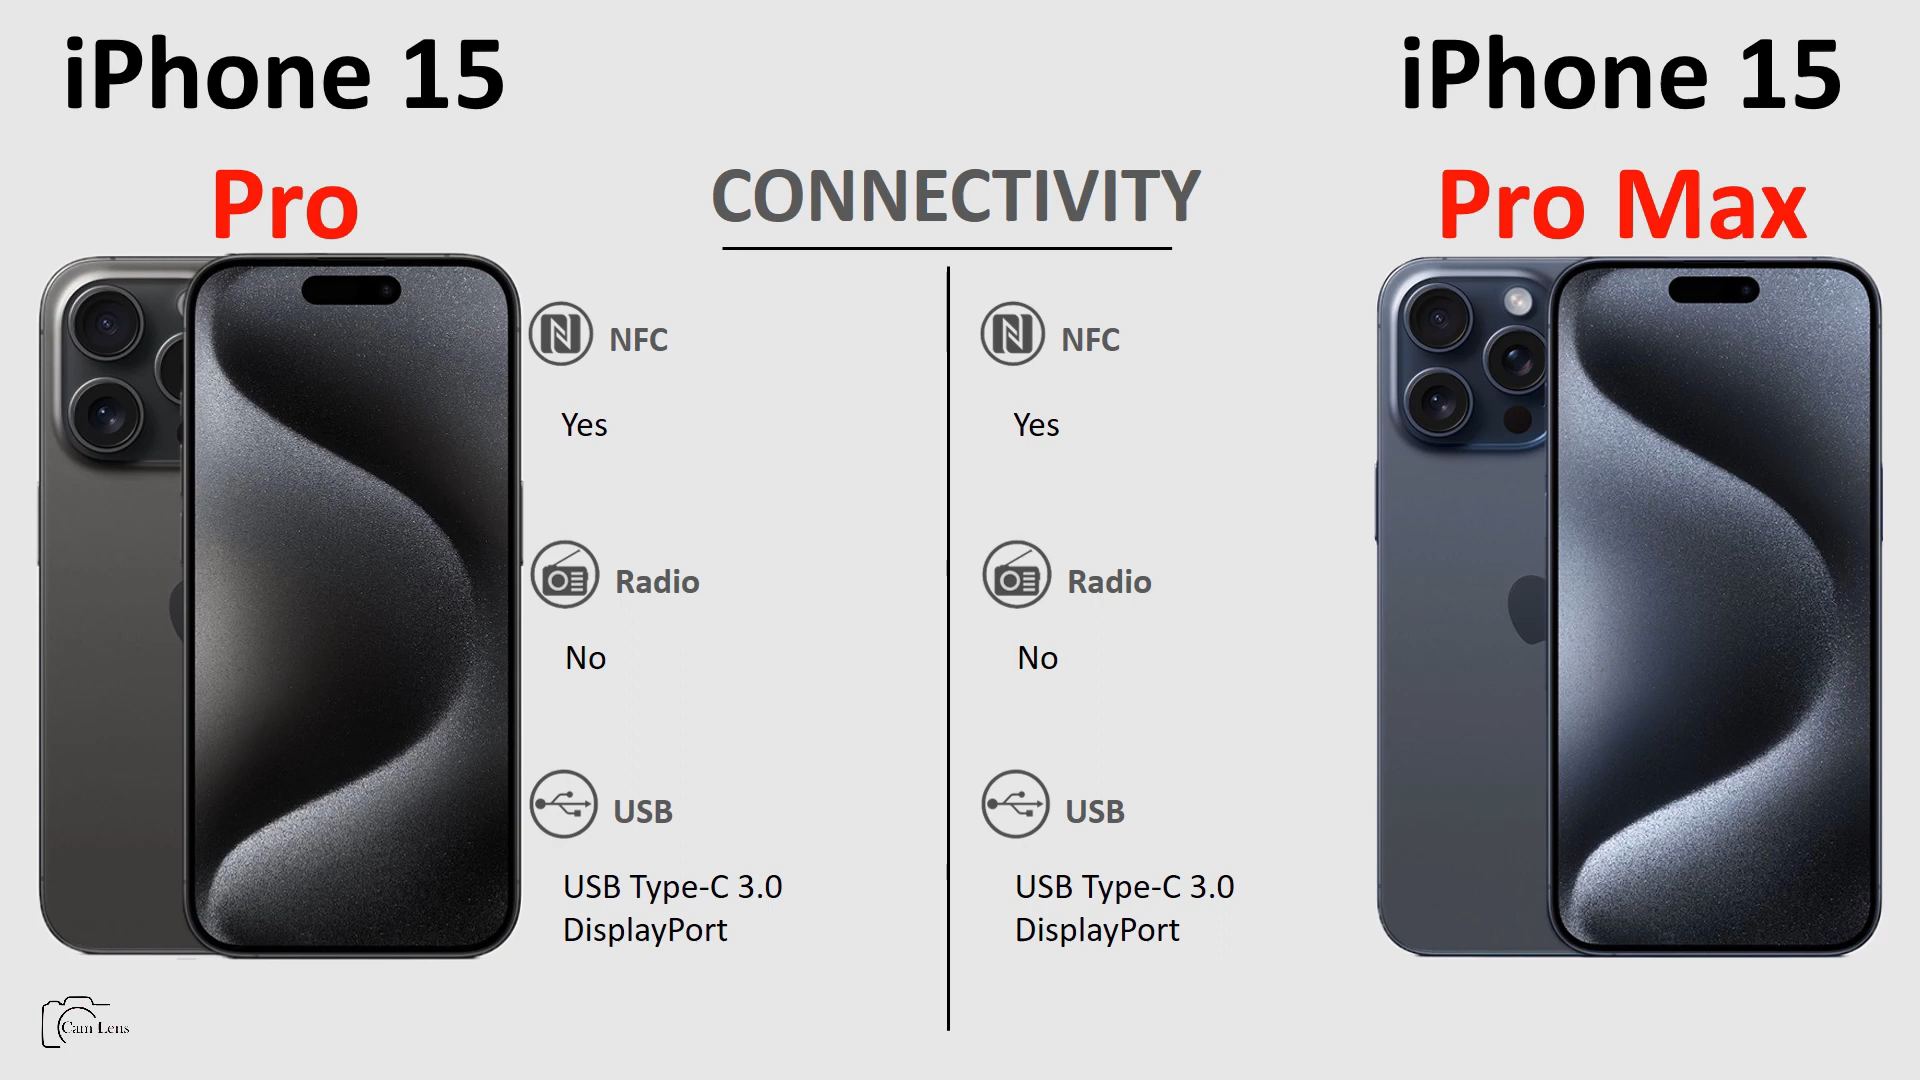 iPhone 15
Pro
iPhone 15
Pro Max
CONNECTIVITY
NFC
Yes
Radio
No
USB
USB Type-C 3.0
DisplayPort
NFC
Yes
Radio
No
USB
USB Type-C 3.0
DisplayPort
Cam Lens